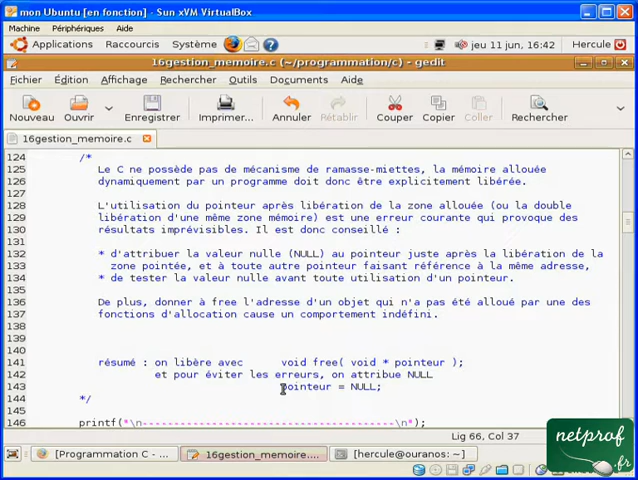 mon Ubuntu [en fonction] - Sun xVM VirtualBox
Machine Périphériques Aide
Applications Raccourcis Système jeu 11 jun, 16:42 Hercule
16gestion_memoire.c (~/programmation/c) - gedit
Fichier Édition Affichage Rechercher Outils Documents Aide
Nouveau Ouvrir Enregistrer Imprimer... Annuler Rétablir Couper Copier Coller Rechercher
16gestion_memoire.c
124 /*
125 Le C ne possède pas de mécanisme de ramasse-miettes, la mémoire allouée
126 dynamiquement par un programme doit donc être explicitement libérée.
127
128 L'utilisation du pointeur après libération de la zone allouée (ou la double
129 libération d'une même zone mémoire) est une erreur courante qui provoque des
130 résultats imprévisibles. Il est donc conseillé :
131
132 * d'attribuer la valeur nulle (NULL) au pointeur juste après la libération de la
133 zone pointée, et à toute autre pointeur faisant référence à la même adresse,
134 * de tester la valeur nulle avant toute utilisation d'un pointeur.
135
136 De plus, donner à free l'adresse d'un objet qui n'a pas été alloué par une des
137 fonctions d'allocation cause un comportement indéfini.
138
139
140
141 résumé : on libère avec void free( void * pointeur );
142 et pour éviter les erreurs, on attribue NULL
143 pointeur = NULL;
144 */
145
146 printf("\n----------------------------------------\n");
Lig 66, Col 37
[Programmation C - ... 16gestion_memoire.... [hercule@ouranos: ~]
CTRL DROITE
netprof
.fr